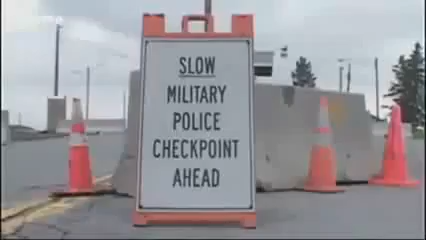 SLOW
MILITARY
POLICE
CHECKPOINT
AHEAD